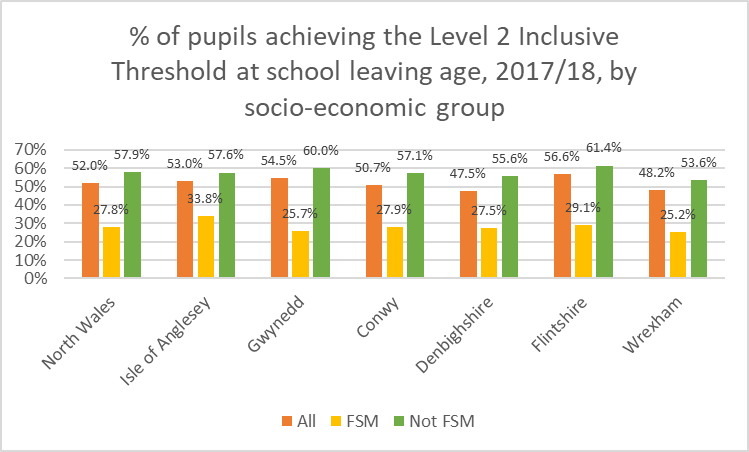 % of pupils achieving the Level 2 Inclusive
Threshold at school leaving age, 2017/18, by
socio-economic group
70%
60%
50%
40%
30%
20%
10%
0%
52.0% 27.8% 57.9%
53.0% 33.8% 57.6%
54.5% 25.7% 60.0%
50.7% 27.9% 57.1%
47.5% 27.5% 55.6%
56.6% 29.1% 61.4%
48.2% 25.2% 53.6%
North Wales
Isle of Anglesey
Gwynedd
Conwy
Denbighshire
Flintshire
Wrexham
All FSM Not FSM